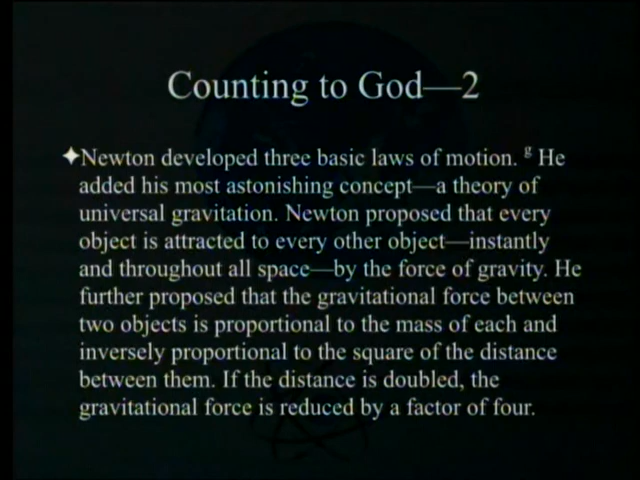 Counting to God—2
✦Newton developed three basic laws of motion. g He
added his most astonishing concept—a theory of
universal gravitation. Newton proposed that every
object is attracted to every other object—instantly
and throughout all space—by the force of gravity. He
further proposed that the gravitational force between
two objects is proportional to the mass of each and
inversely proportional to the square of the distance
between them. If the distance is doubled, the
gravitational force is reduced by a factor of four.